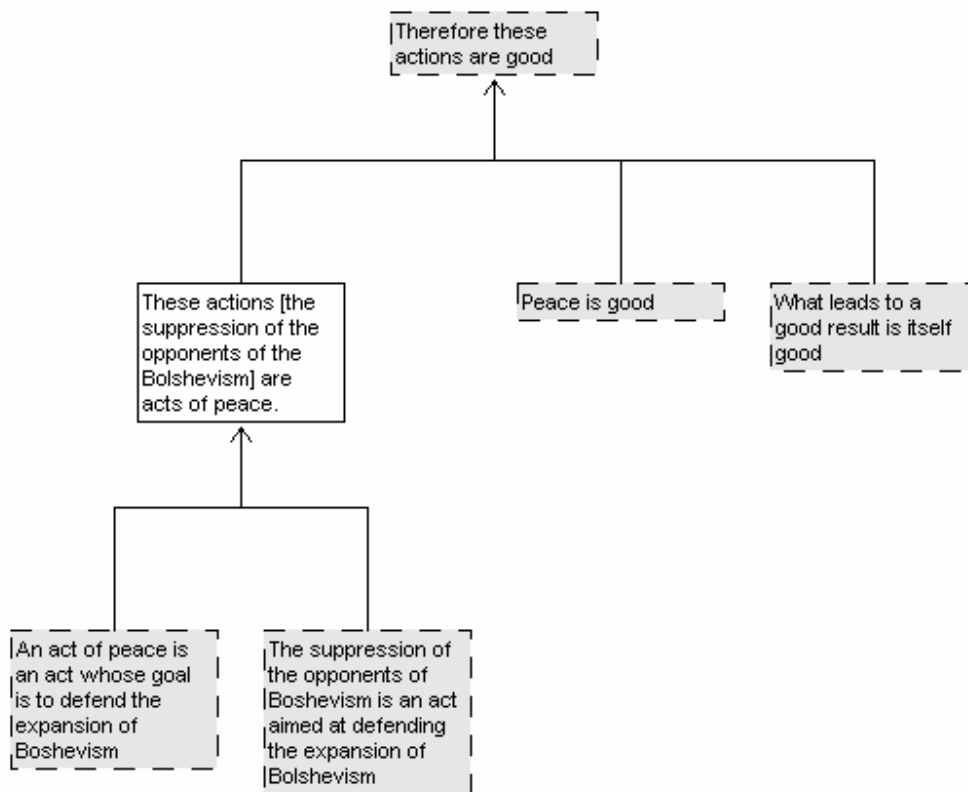 Therefore these
actions are good
These actions [the
suppression of the
opponents of the
Bolshevism] are
acts of peace.
Peace is good
What leads to a
good result is itself
good
An act of peace is
an act whose goal
is to defend the
expansion of
Boshevism
The suppression of
the opponents of
Boshevism is an act
aimed at defending
the expansion of
Bolshevism